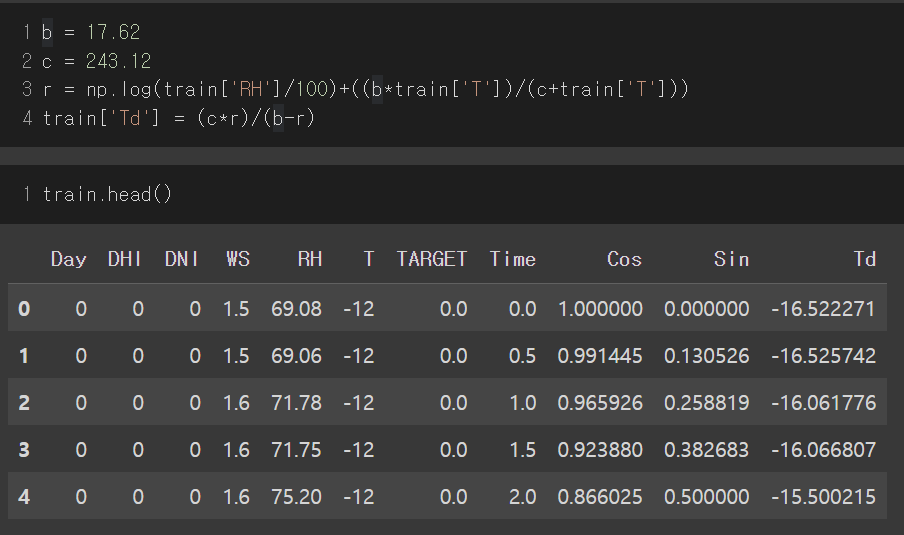 1 b = 17.62
2 c = 243.12
3 r = np.log(train['RH']/100)+((b*train['T'])/(c+train['T']))
4 train['Td'] = (c*r)/(b-r)
1 train.head()
Day DHI DNI WS RH T TARGET Time Cos Sin Td
0 0 0 0 1.5 69.08 -12 0.0 0.0 1.000000 0.000000 -16.522271
1 0 0 0 1.5 69.06 -12 0.0 0.5 0.991445 0.130526 -16.525742
2 0 0 0 1.6 71.78 -12 0.0 1.0 0.965926 0.258819 -16.061776
3 0 0 0 1.6 71.75 -12 0.0 1.5 0.923880 0.382683 -16.066807
4 0 0 0 1.6 75.20 -12 0.0 2.0 0.866025 0.500000 -15.500215